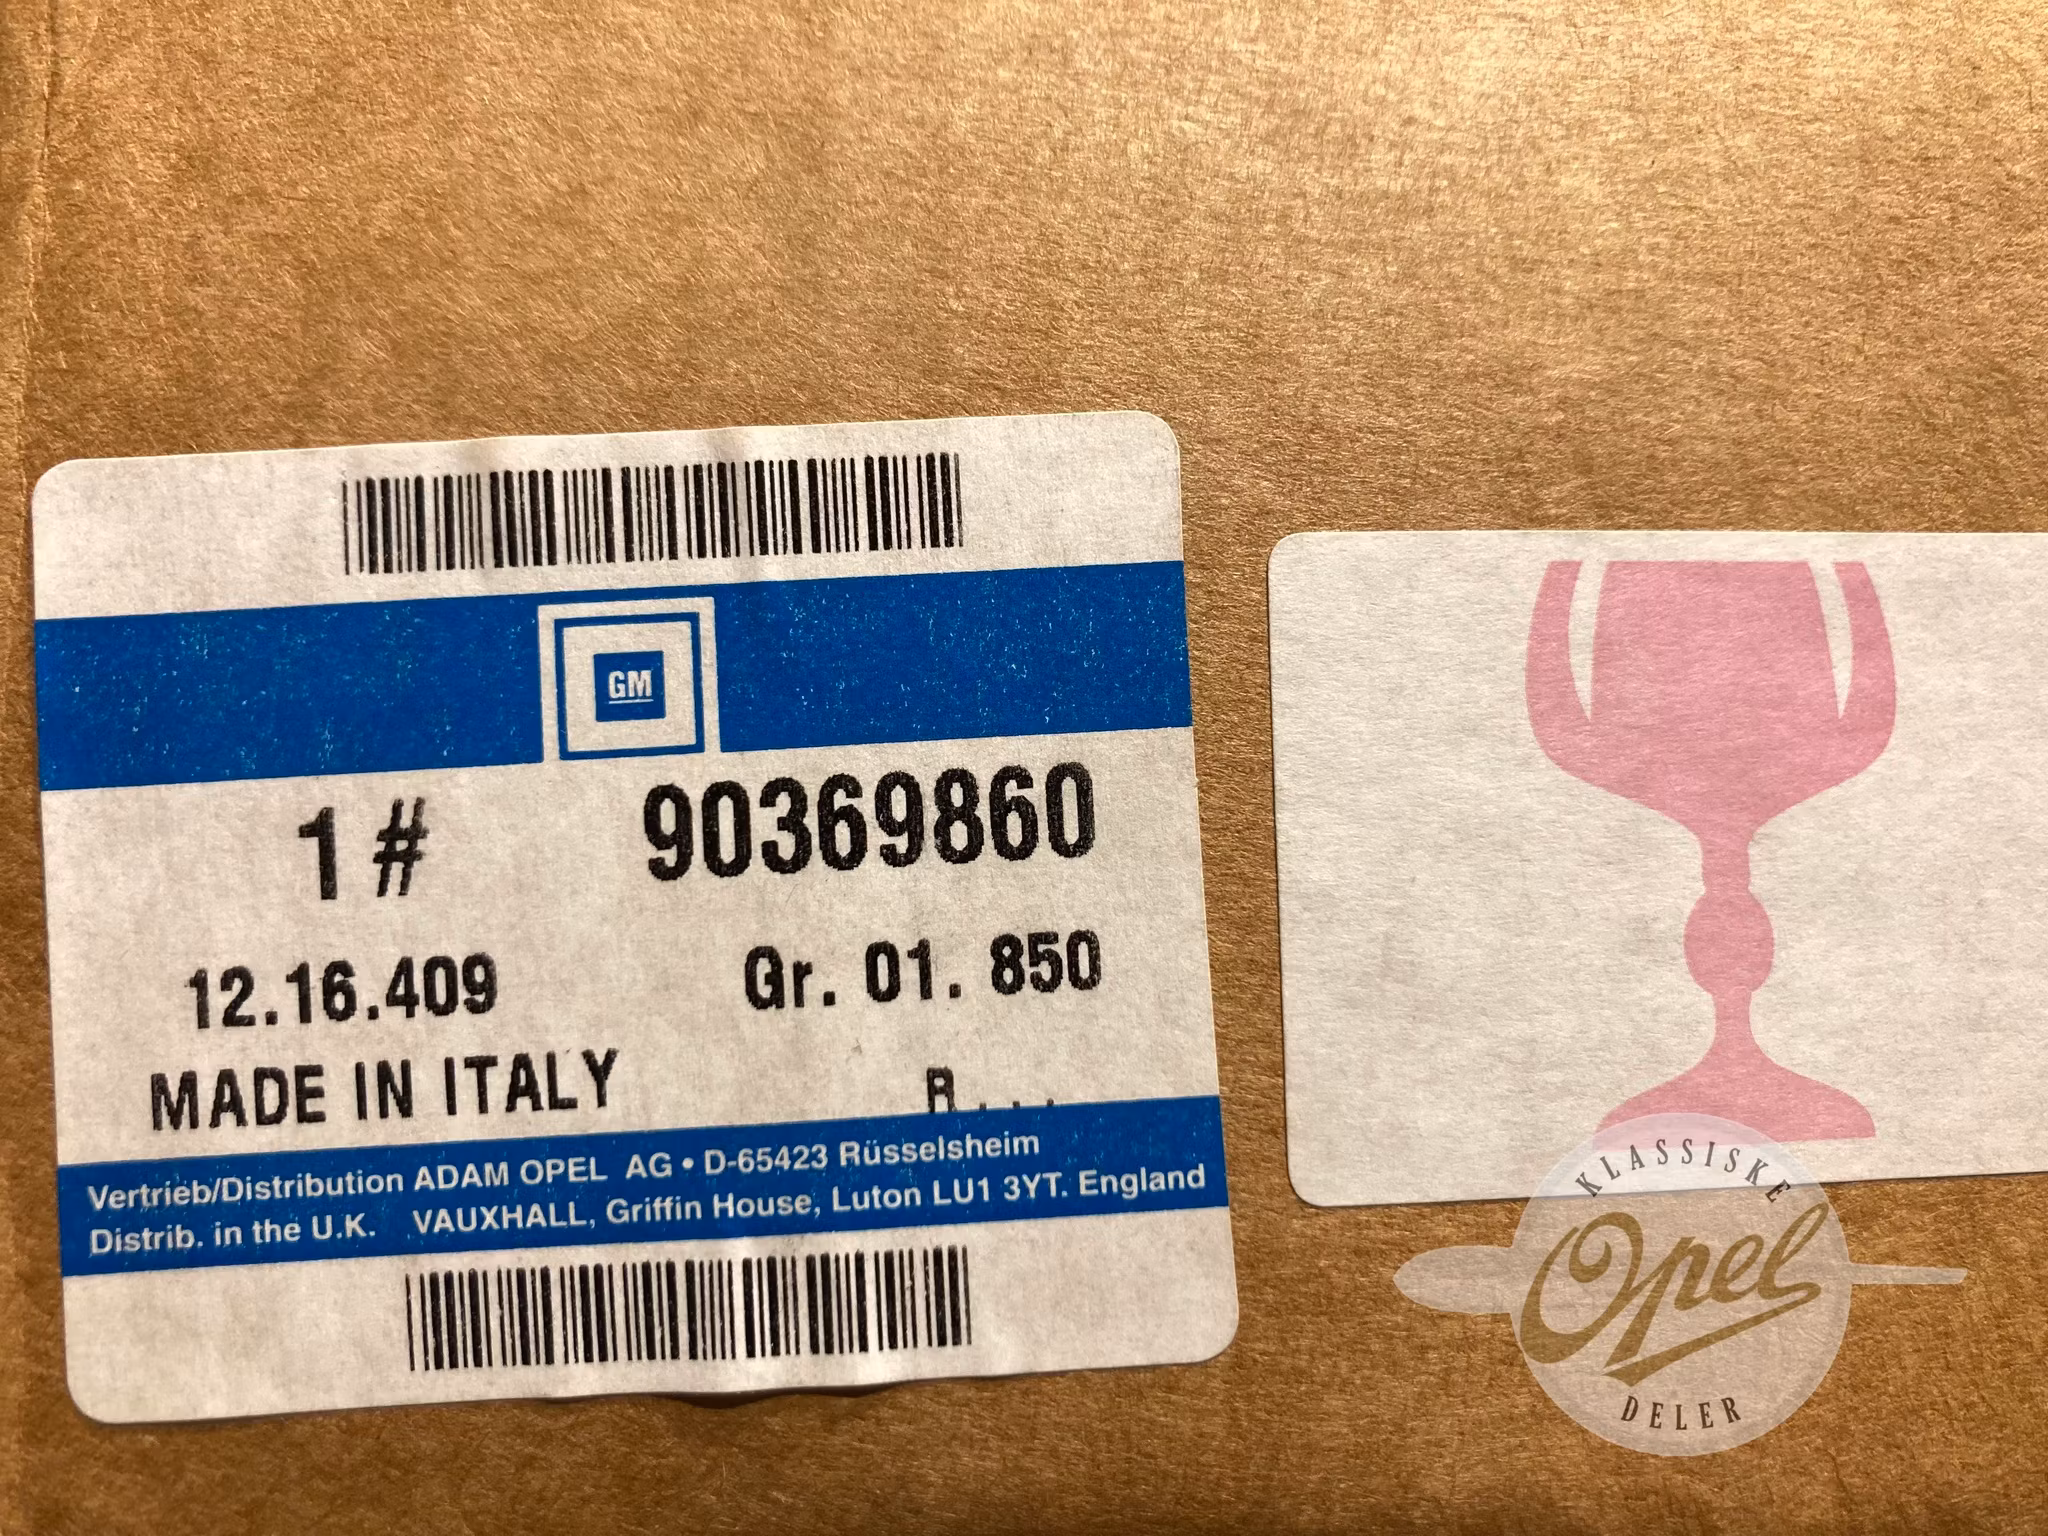 GM
1 # 90369860
12.16.409 Gr. 01. 850
MADE IN ITALY R...
Vertrieb/Distribution ADAM OPEL AG • D-65423 Rüsselsheim
Distrib. in the U.K. VAUXHALL, Griffin House, Luton LU1 3YT. England
KLASSISKE
Opel
DELER